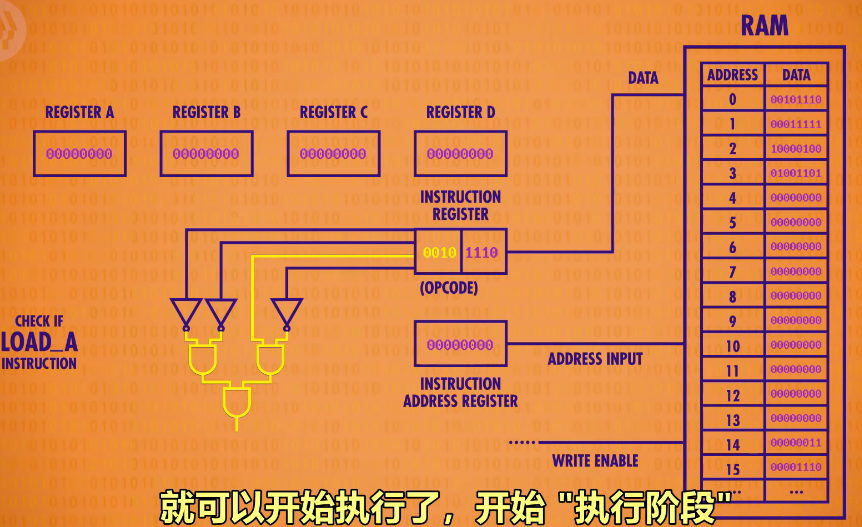 RAM
DATA
ADDRESS DATA
0 00101110
1 00011111
2 10000100
3 01001101
4 00000000
5 00000000
6 00000000
7 00000000
8 00000000
9 00000000
10 00000000
11 00000000
12 00000000
13 00000000
14 00000011
15 00001110
... ...
REGISTER A
00000000
REGISTER B
00000000
REGISTER C
00000000
REGISTER D
00000000
INSTRUCTION
REGISTER
0010 1110
(OPCODE)
CHECK IF
LOAD_A
INSTRUCTION
00000000
ADDRESS INPUT
INSTRUCTION
ADDRESS REGISTER
WRITE ENABLE
就可以开始执行了，开始 "执行阶段"